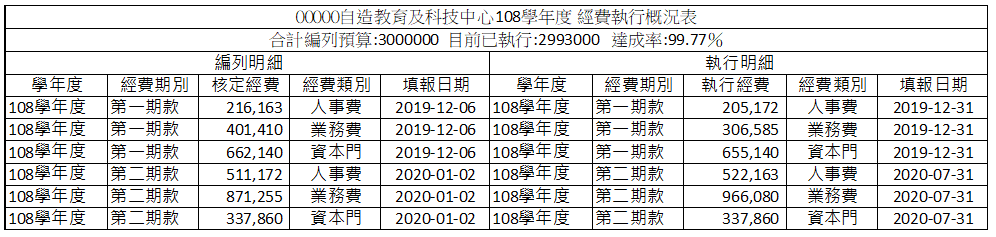 00000自造教育及科技中心108學年度 經費執行概況表
合計編列預算:3000000 目前已執行:2993000 達成率:99.77%
編列明細 執行明細
學年度 經費期別 核定經費 經費類別 填報日期 學年度 經費期別 執行經費 經費類別 填報日期
108學年度 第一期款 216,163 人事費 2019-12-06 108學年度 第一期款 205,172 人事費 2019-12-31
108學年度 第一期款 401,410 業務費 2019-12-06 108學年度 第一期款 306,585 業務費 2019-12-31
108學年度 第一期款 662,140 資本門 2019-12-06 108學年度 第一期款 655,140 資本門 2019-12-31
108學年度 第二期款 511,172 人事費 2020-01-02 108學年度 第二期款 522,163 人事費 2020-07-31
108學年度 第二期款 871,255 業務費 2020-01-02 108學年度 第二期款 966,080 業務費 2020-07-31
108學年度 第二期款 337,860 資本門 2020-01-02 108學年度 第二期款 337,860 資本門 2020-07-31